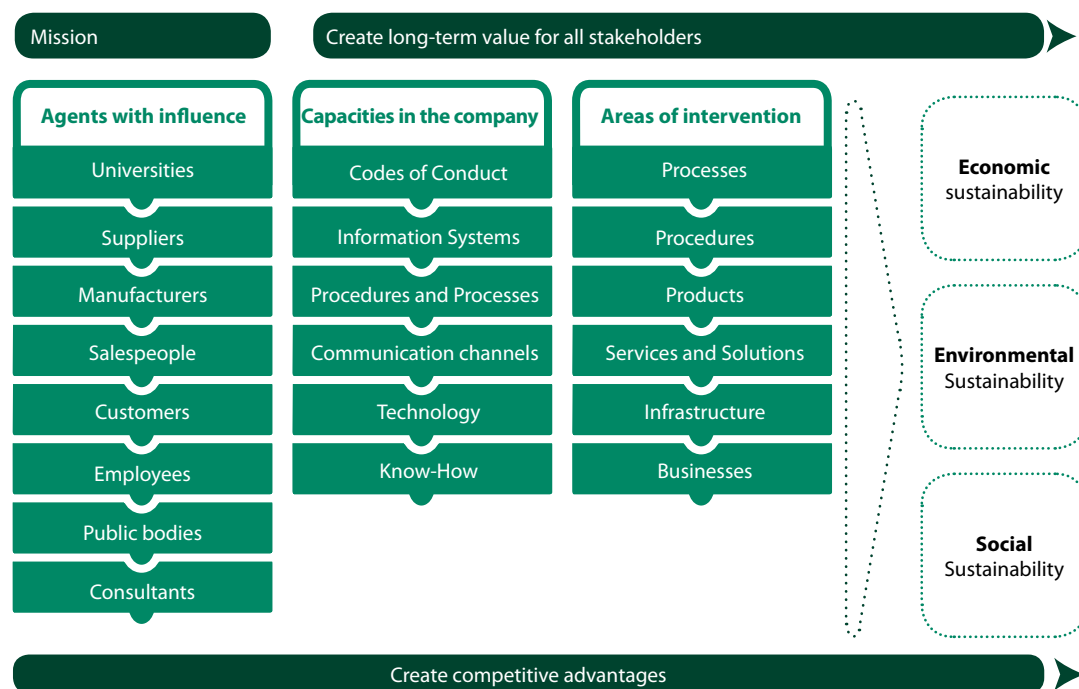 Mission
Create long-term value for all stakeholders
Agents with influence
Universities
Suppliers
Manufacturers
Salespeople
Customers
Employees
Public bodies
Consultants
Capacities in the company
Codes of Conduct
Information Systems
Procedures and Processes
Communication channels
Technology
Know-How
Areas of intervention
Processes
Procedures
Products
Services and Solutions
Infrastructure
Businesses
Economic
sustainability
Environmental
Sustainability
Social
Sustainability
Create competitive advantages